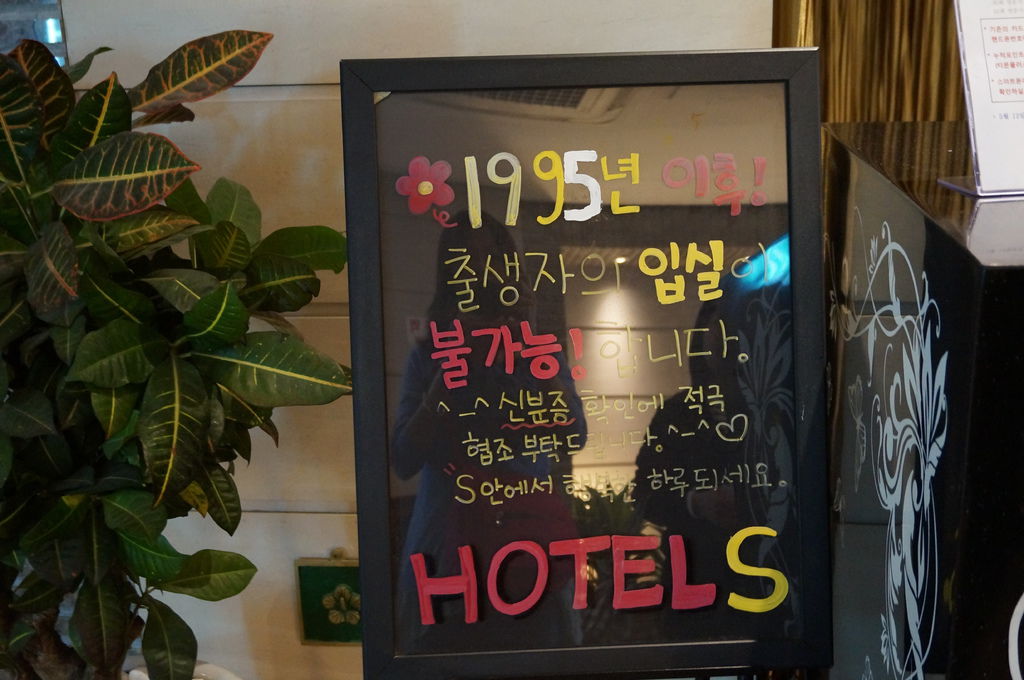 1995년 이후!
출생자의 입실이
불가능! 합니다.
^-^ 신분증 확인에 적극
협조 부탁드립니다. ^-^♡
"S안에서 행복한 하루되세요.
HOTEL S